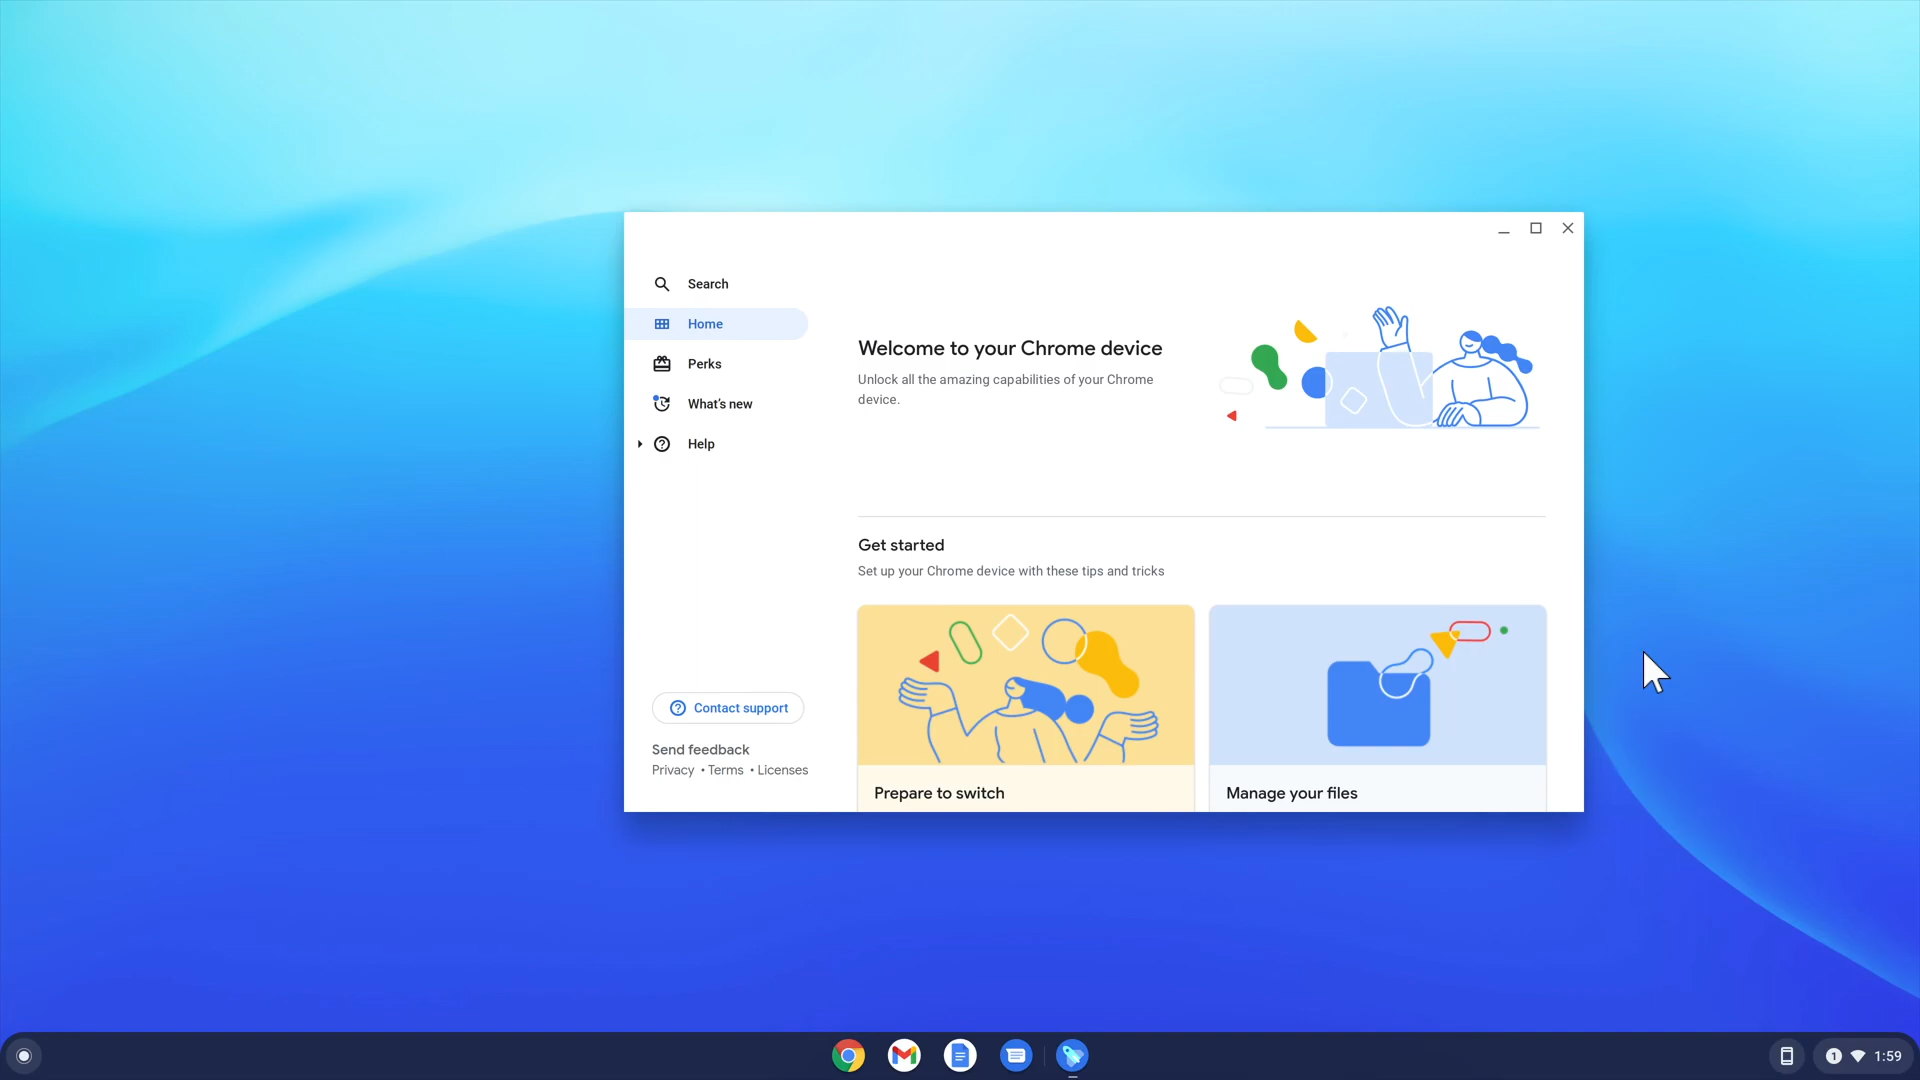 Search
Home
Perks
What's new
Help
Contact support
Send feedback
Privacy • Terms • Licenses
Welcome to your Chrome device
Unlock all the amazing capabilities of your Chrome
device.
Get started
Set up your Chrome device with these tips and tricks
Prepare to switch
Manage your files
1 1:59